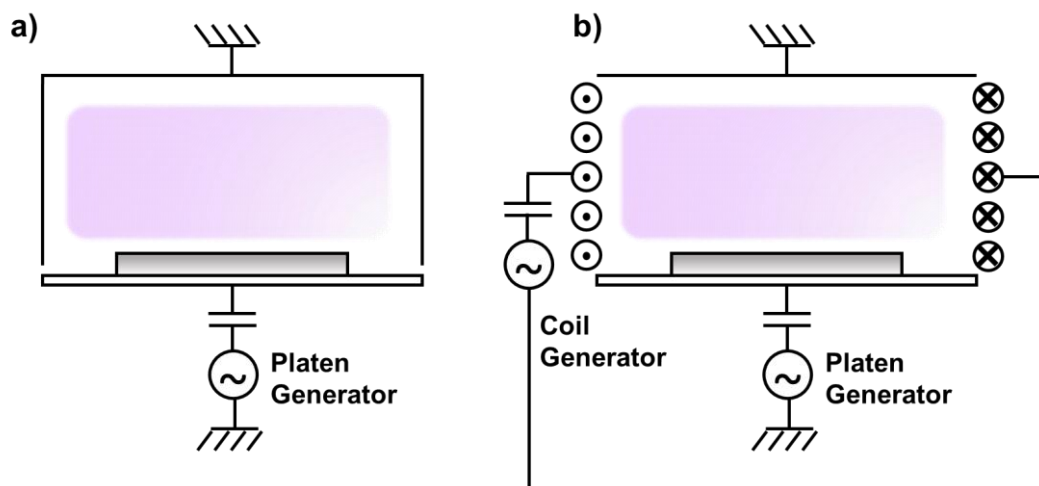 a)
b)
Platen
Generator
Coil
Generator
Platen
Generator